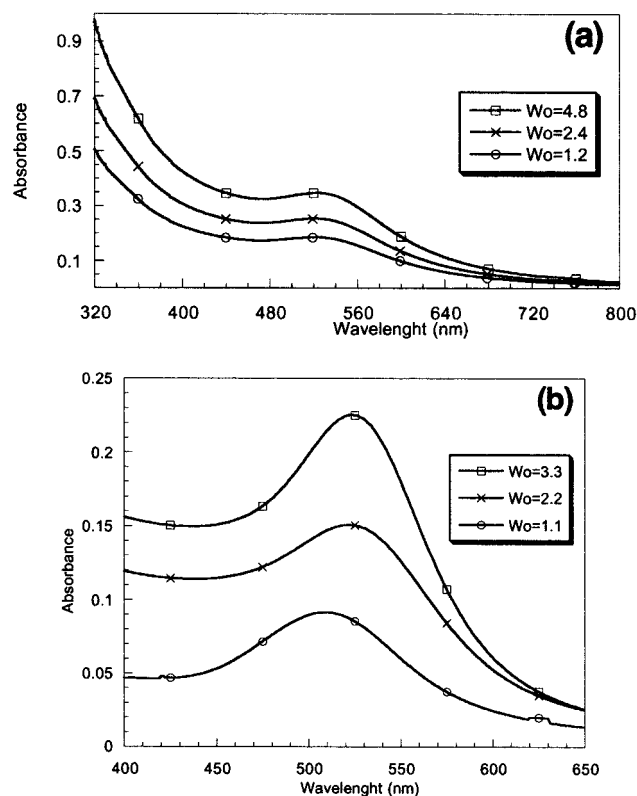 (a)
0.9
0.7
0.5
0.3
0.1
Absorbance
Wo=4.8
Wo=2.4
Wo=1.2
320 400 480 560 640 720 800
Wavelenght (nm)
(b)
0.25
0.2
0.15
0.1
0.05
0
Absorbance
Wo=3.3
Wo=2.2
Wo=1.1
400 450 500 550 600 650
Wavelenght (nm)